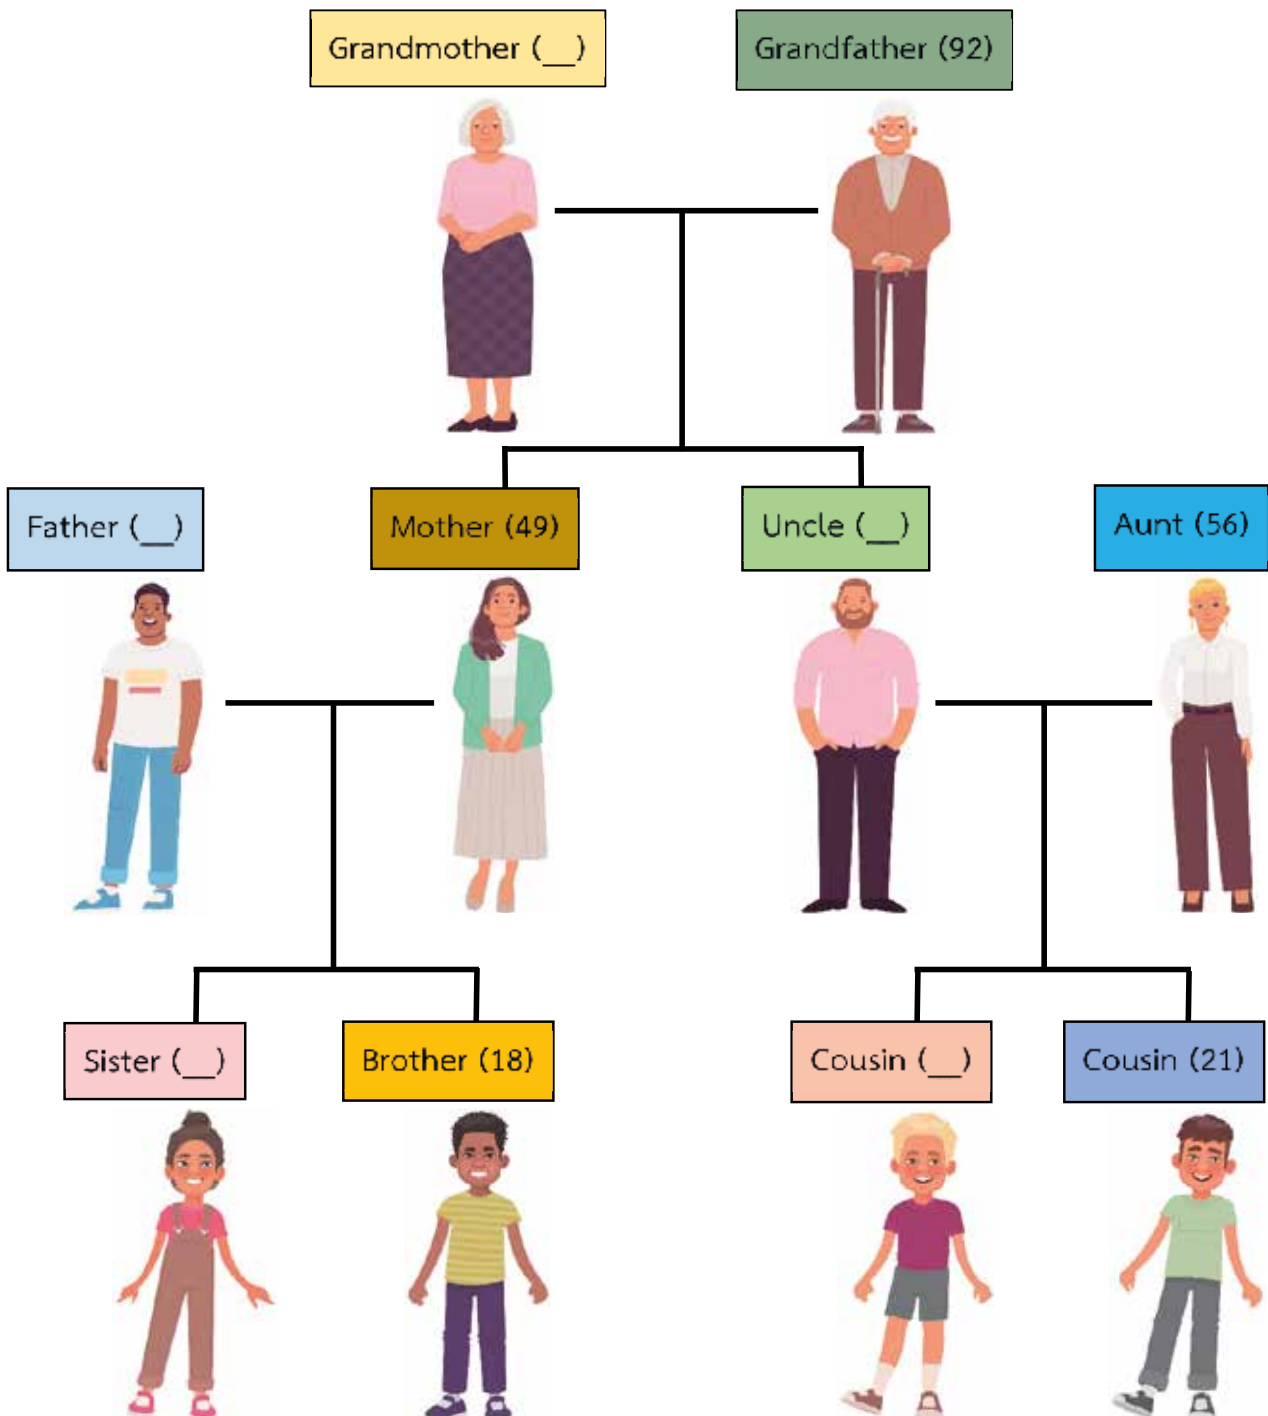 Grandmother (__)
Grandfather (92)
Father (__)
Mother (49)
Uncle (__)
Aunt (56)
Sister (__)
Brother (18)
Cousin (__)
Cousin (21)